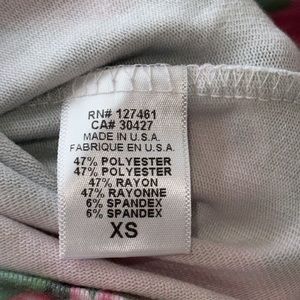 RN# 127461
CA# 30427
MADE IN U.S.A.
FABRIQUE EN U.S.A.
47% POLYESTER
47% POLYESTER
47% RAYON
47% RAYONNE
6% SPANDEX
6% SPANDEX
XS